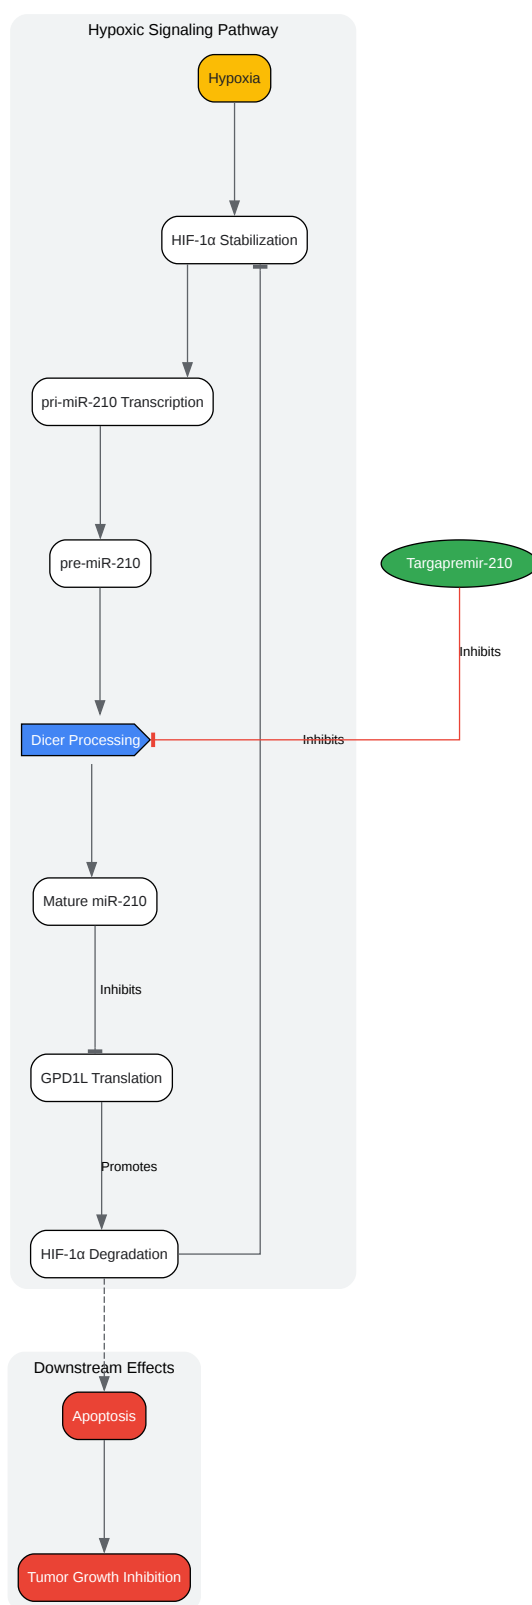 Hypoxic Signaling Pathway
Hypoxia
HIF-1α Stabilization
pri-miR-210 Transcription
pre-miR-210
Targapremir-210
Inhibits
Dicer Processing
Inhibits
Mature miR-210
Inhibits
GPD1L Translation
Promotes
HIF-1α Degradation
Downstream Effects
Apoptosis
Tumor Growth Inhibition